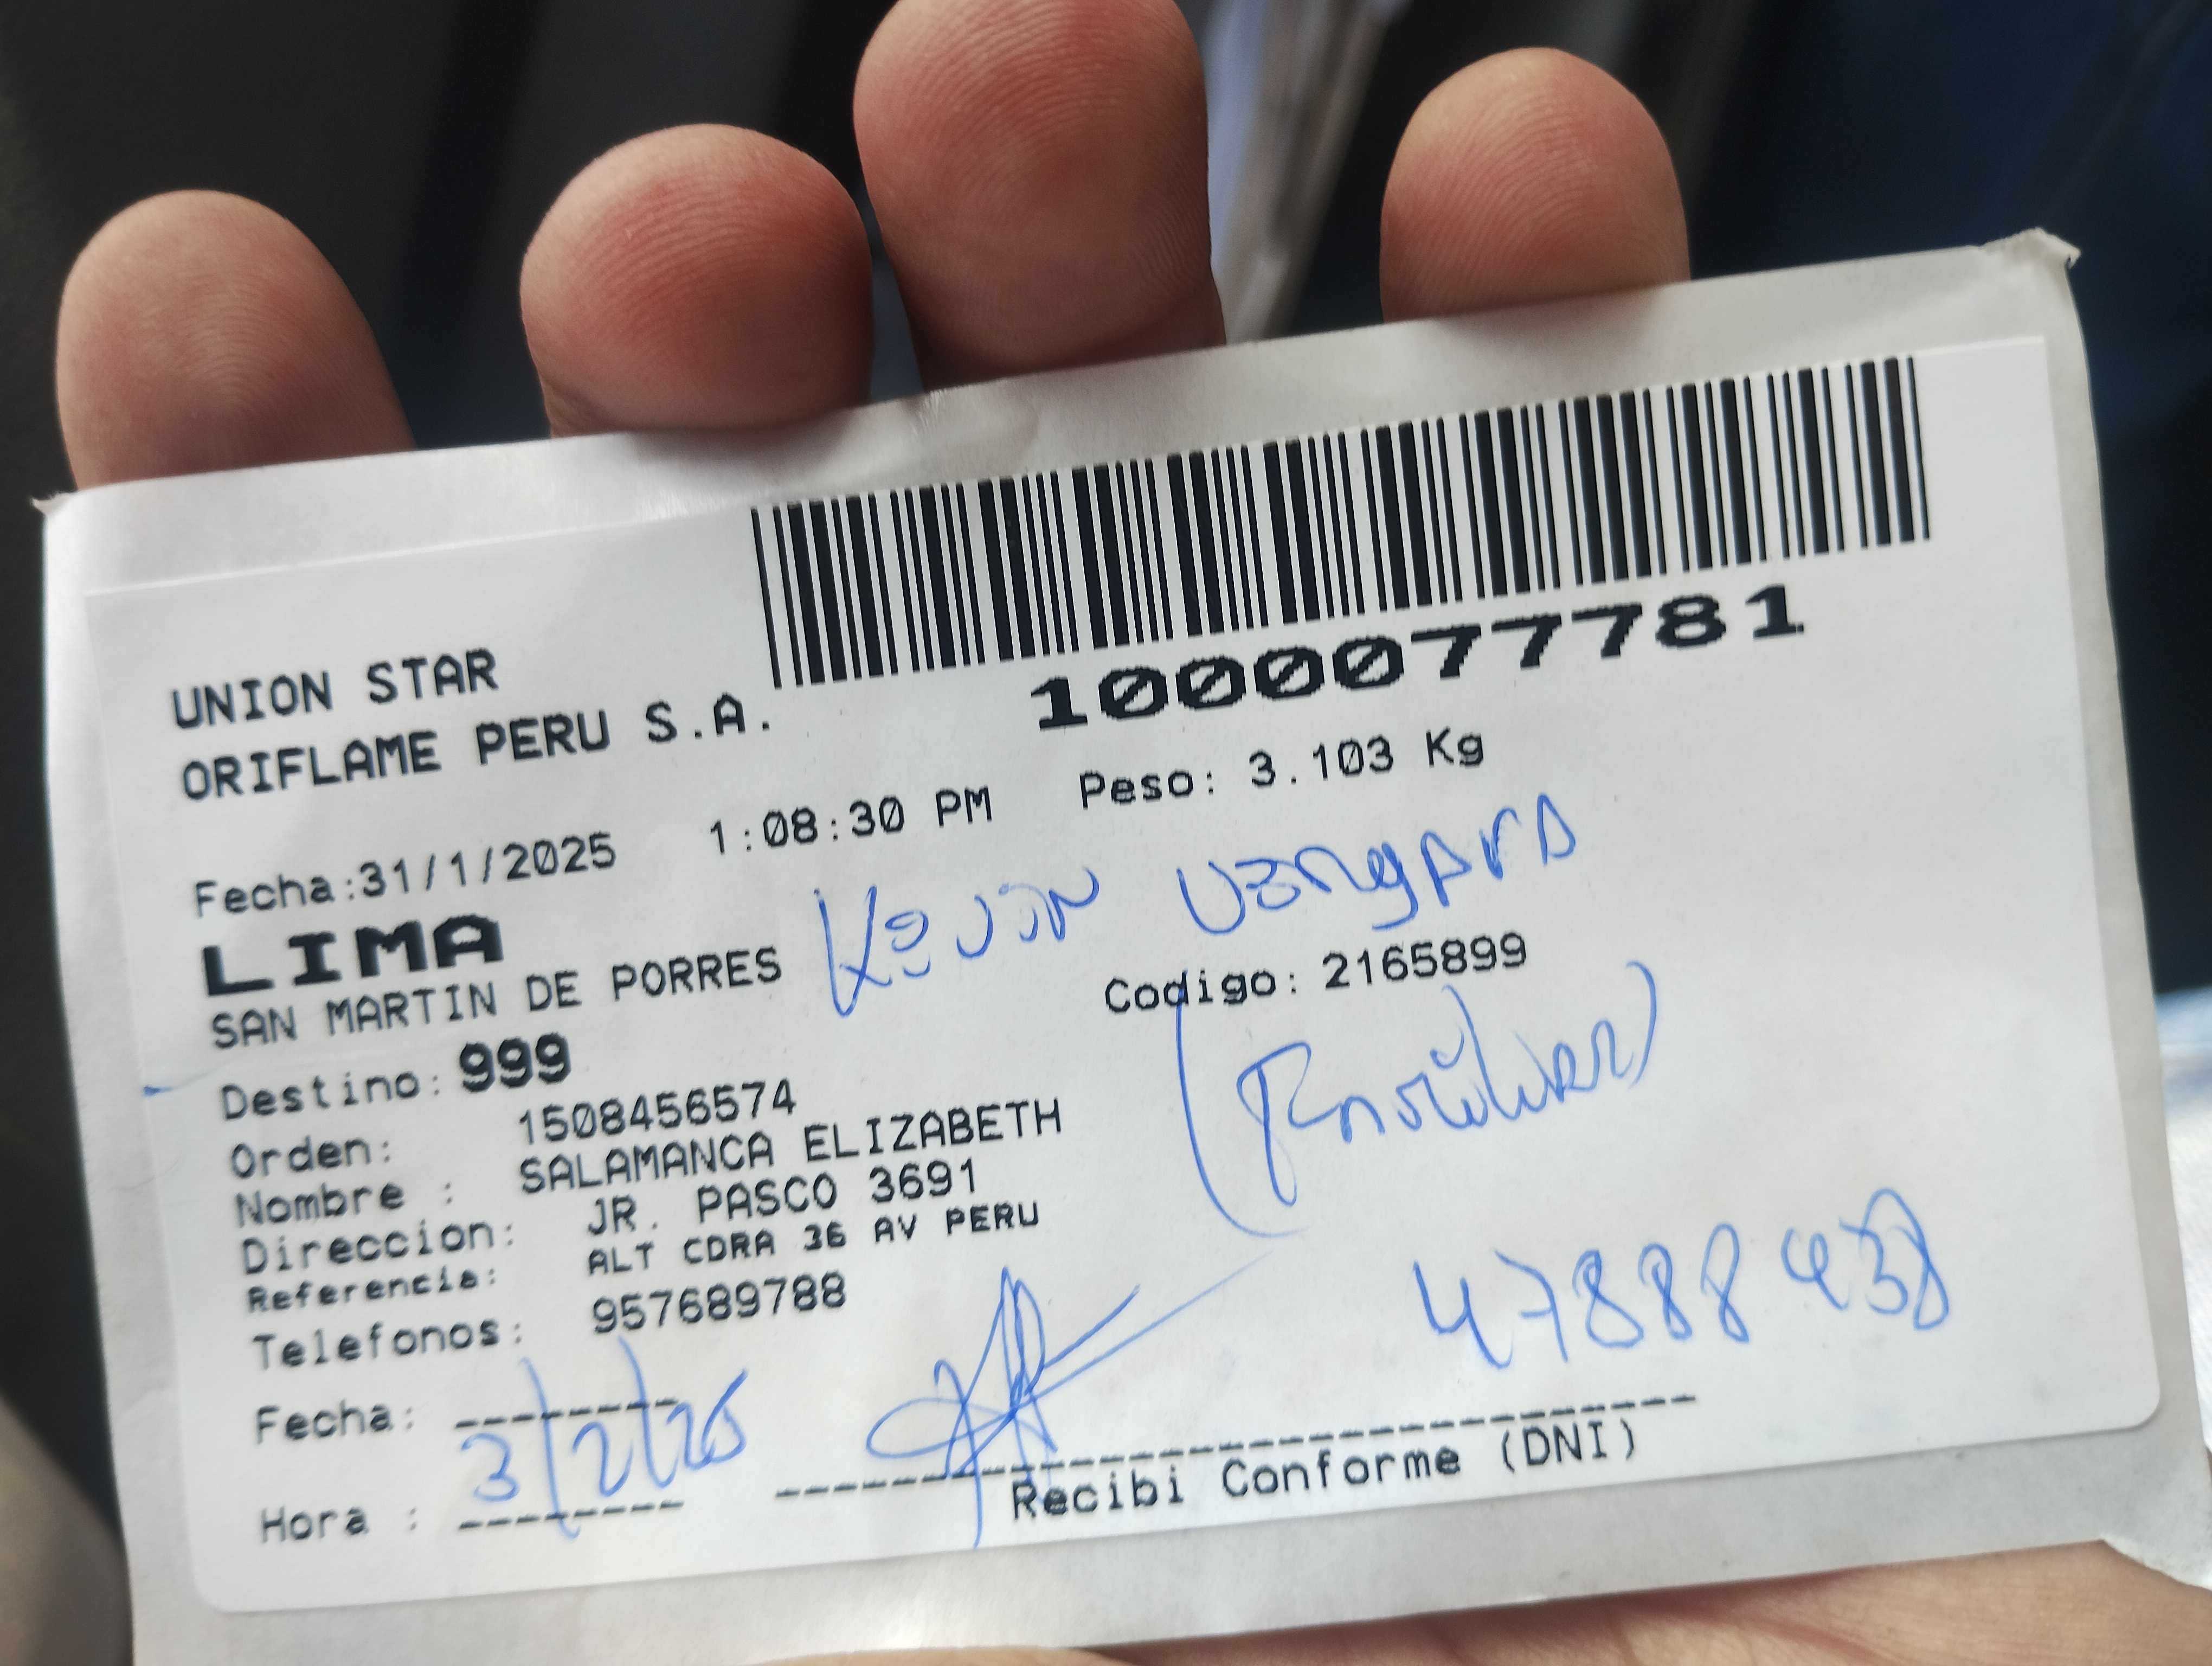 1000077781
UNION STAR
ORIFLAME PERU S.A.
Fecha:31/1/2025 1:08:30 PM Peso: 3.103 Kg
LIMA
SAN MARTIN DE PORRES Kevin
Codigo: 2165899
Destino: 999
Orden: 1508456574
Nombre : SALAMANCA ELIZABETH
Direccion: JR. PASCO 3691
Referencia: ALT CDRA 36 AV PERU
Telefonos: 957689788
47888438
Fecha: --------
3/2/25
Hora : --------
Recibi Conforme (DNI)